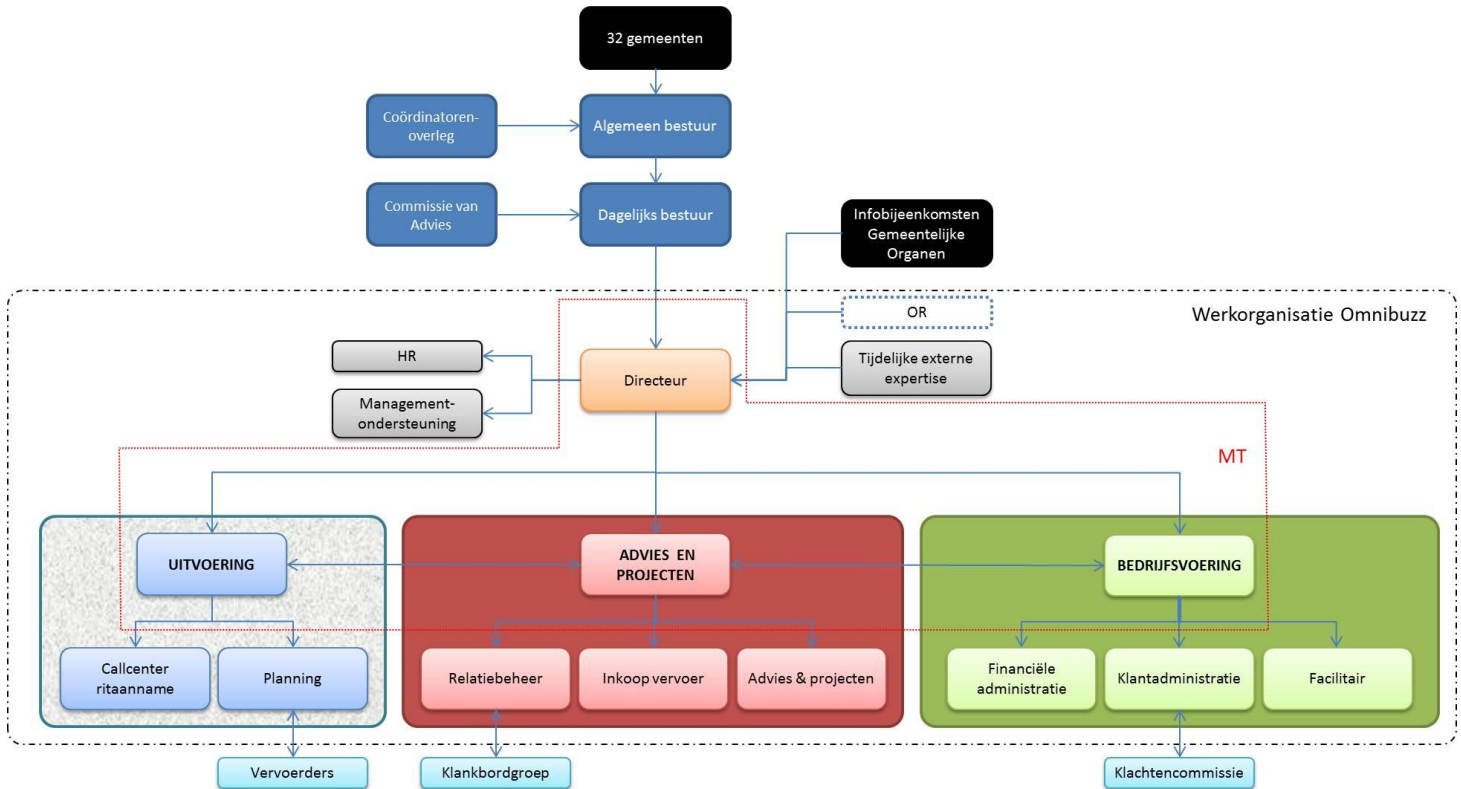 32 gemeenten
Coördinatoren-
overleg
Algemeen bestuur
Commissie van
Advies
Dagelijks bestuur
Infobijeenkomsten
Gemeentelijke
Organen
Werkorganisatie Omnibuzz
OR
HR
Tijdelijke externe
expertise
Directeur
Management-
ondersteuning
MT
UITVOERING
ADVIES EN
PROJECTEN
BEDRIJFSVOERING
Callcenter
ritaanname
Planning
Relatiebeheer
Inkoop vervoer
Advies & projecten
Financiële
administratie
Klantadministratie
Facilitair
Vervoerders
Klankbordgroep
Klachtencommissie